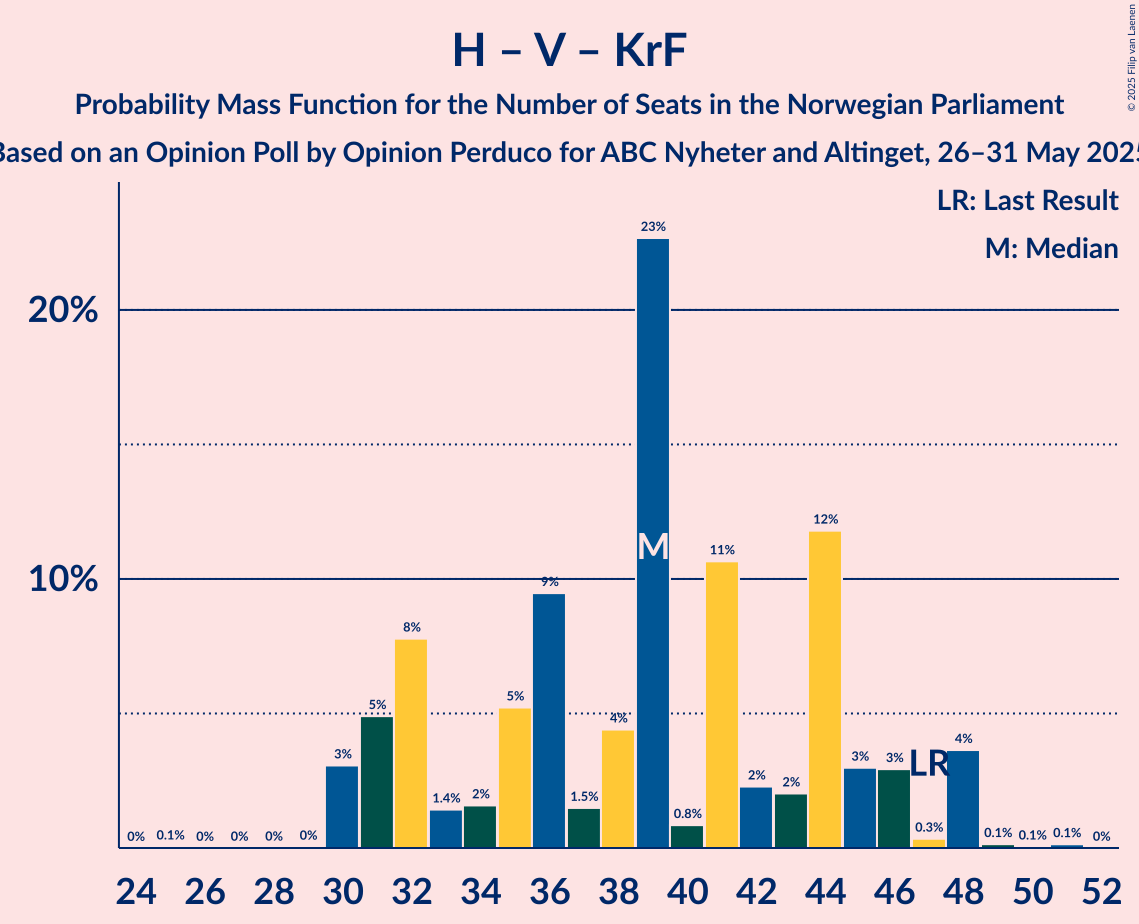 H – V – KrF
Probability Mass Function for the Number of Seats in the Norwegian Parliament
Based on an Opinion Poll by Opinion Perduco for ABC Nyheter and Altinget, 26–31 May 2025
© 2025 Filip van Laenen
LR: Last Result
M: Median
20%
10%
0% 0.1% 0% 0% 0% 0% 3% 5% 8% 1.4% 2% 5% 9% 1.5% 4% 23% 0.8% 11% 2% 2% 12% 3% 3% 0.3% 4% 0.1% 0.1% 0.1% 0%
M
LR
24 26 28 30 32 34 36 38 40 42 44 46 48 50 52